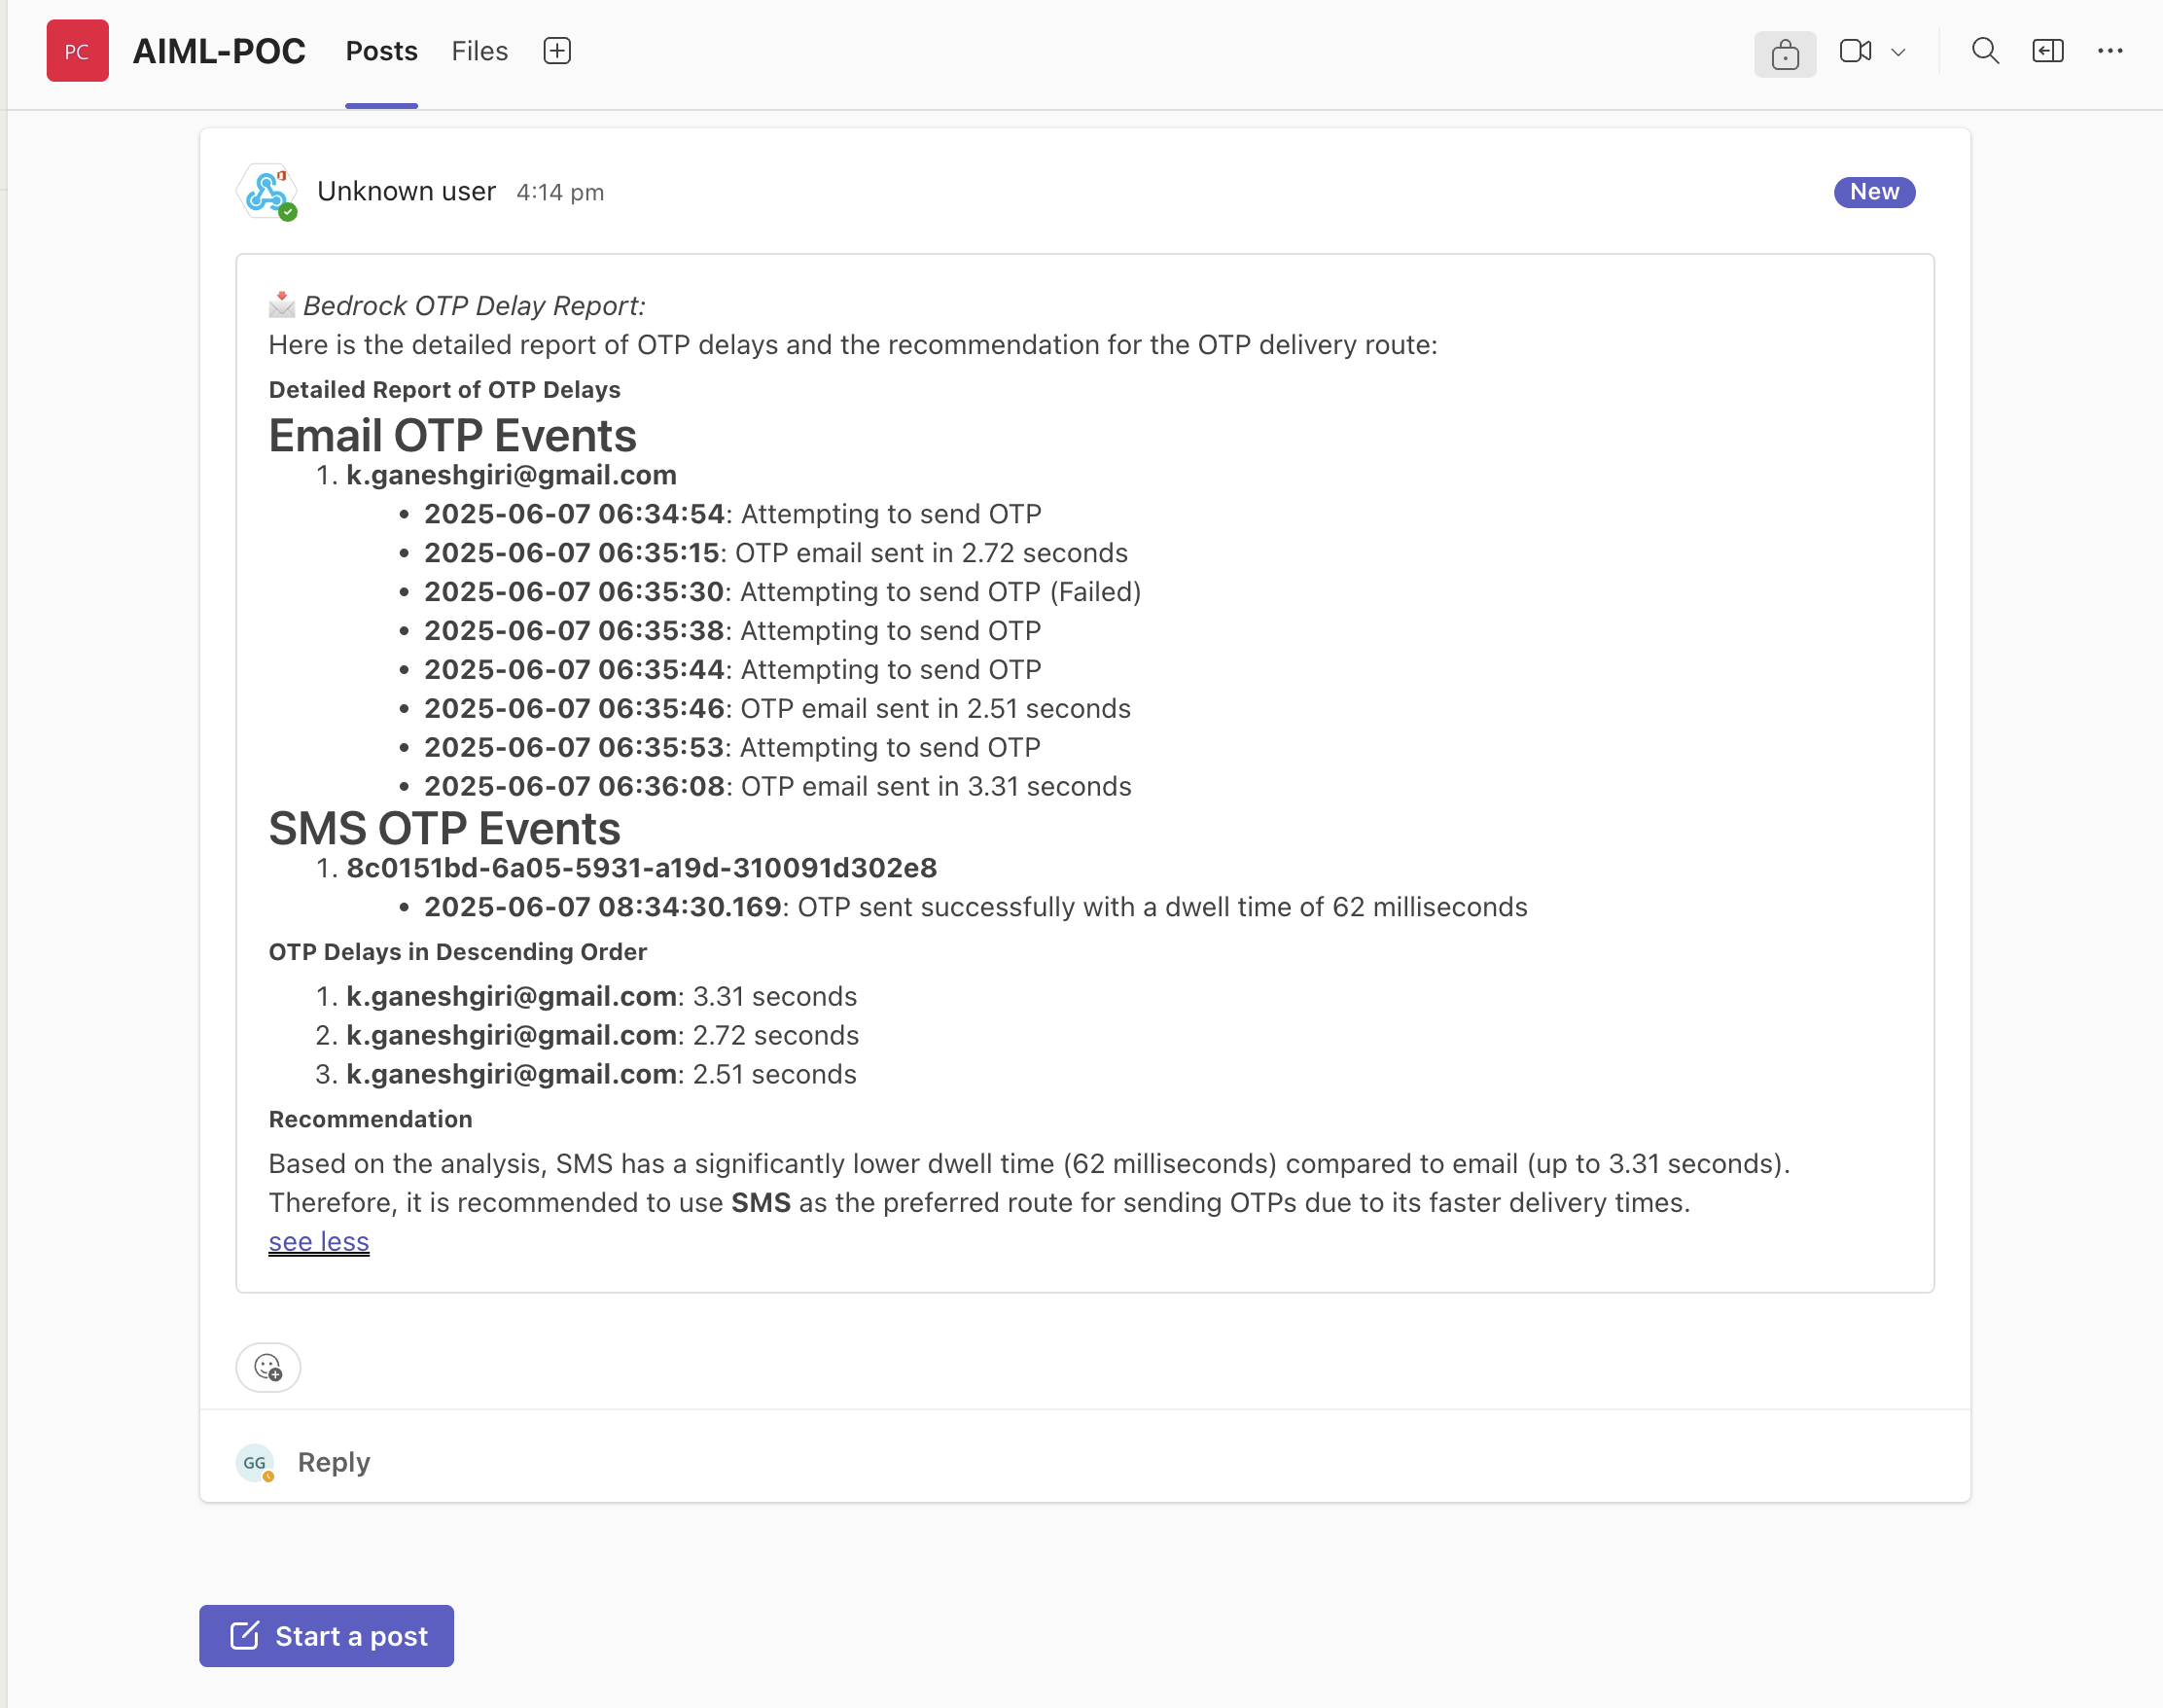 PC AIML-POC Posts Files
Unknown user 4:14 pm New
Bedrock OTP Delay Report:
Here is the detailed report of OTP delays and the recommendation for the OTP delivery route:
Detailed Report of OTP Delays
Email OTP Events
1. k.ganeshgiri@gmail.com
• 2025-06-07 06:34:54: Attempting to send OTP
• 2025-06-07 06:35:15: OTP email sent in 2.72 seconds
• 2025-06-07 06:35:30: Attempting to send OTP (Failed)
• 2025-06-07 06:35:38: Attempting to send OTP
• 2025-06-07 06:35:44: Attempting to send OTP
• 2025-06-07 06:35:46: OTP email sent in 2.51 seconds
• 2025-06-07 06:35:53: Attempting to send OTP
• 2025-06-07 06:36:08: OTP email sent in 3.31 seconds
SMS OTP Events
1. 8c0151bd-6a05-5931-a19d-310091d302e8
• 2025-06-07 08:34:30.169: OTP sent successfully with a dwell time of 62 milliseconds
OTP Delays in Descending Order
1. k.ganeshgiri@gmail.com: 3.31 seconds
2. k.ganeshgiri@gmail.com: 2.72 seconds
3. k.ganeshgiri@gmail.com: 2.51 seconds
Recommendation
Based on the analysis, SMS has a significantly lower dwell time (62 milliseconds) compared to email (up to 3.31 seconds).
Therefore, it is recommended to use SMS as the preferred route for sending OTPs due to its faster delivery times.
see less
GG Reply
Start a post